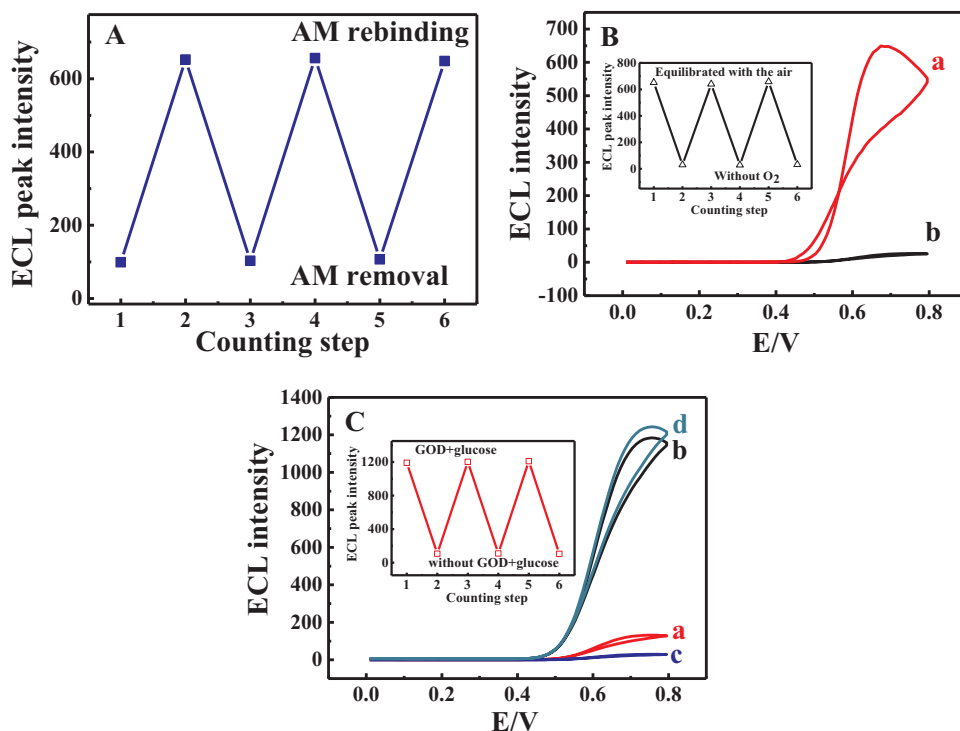 A
AM rebinding
600
400
200
0
AM removal
1 2 3 4 5 6
Counting step
ECL peak intensity
B
700
600
500
400
300
200
100
0
-100
a
b
0.0 0.2 0.4 0.6 0.8
E/V
ECL intensity
800
600
400
200
0
Equilibrated with the air
Without O2
1 2 3 4 5 6
Counting step
ECL peak intensity
C
1400
1200
1000
800
600
400
200
0
d
b
a
c
0.0 0.2 0.4 0.6 0.8
E/V
ECL intensity
GOD+glucose
1200
800
400
0
without GOD+glucose
1 2 3 4 5 6
Counting step
ECL peak intensity